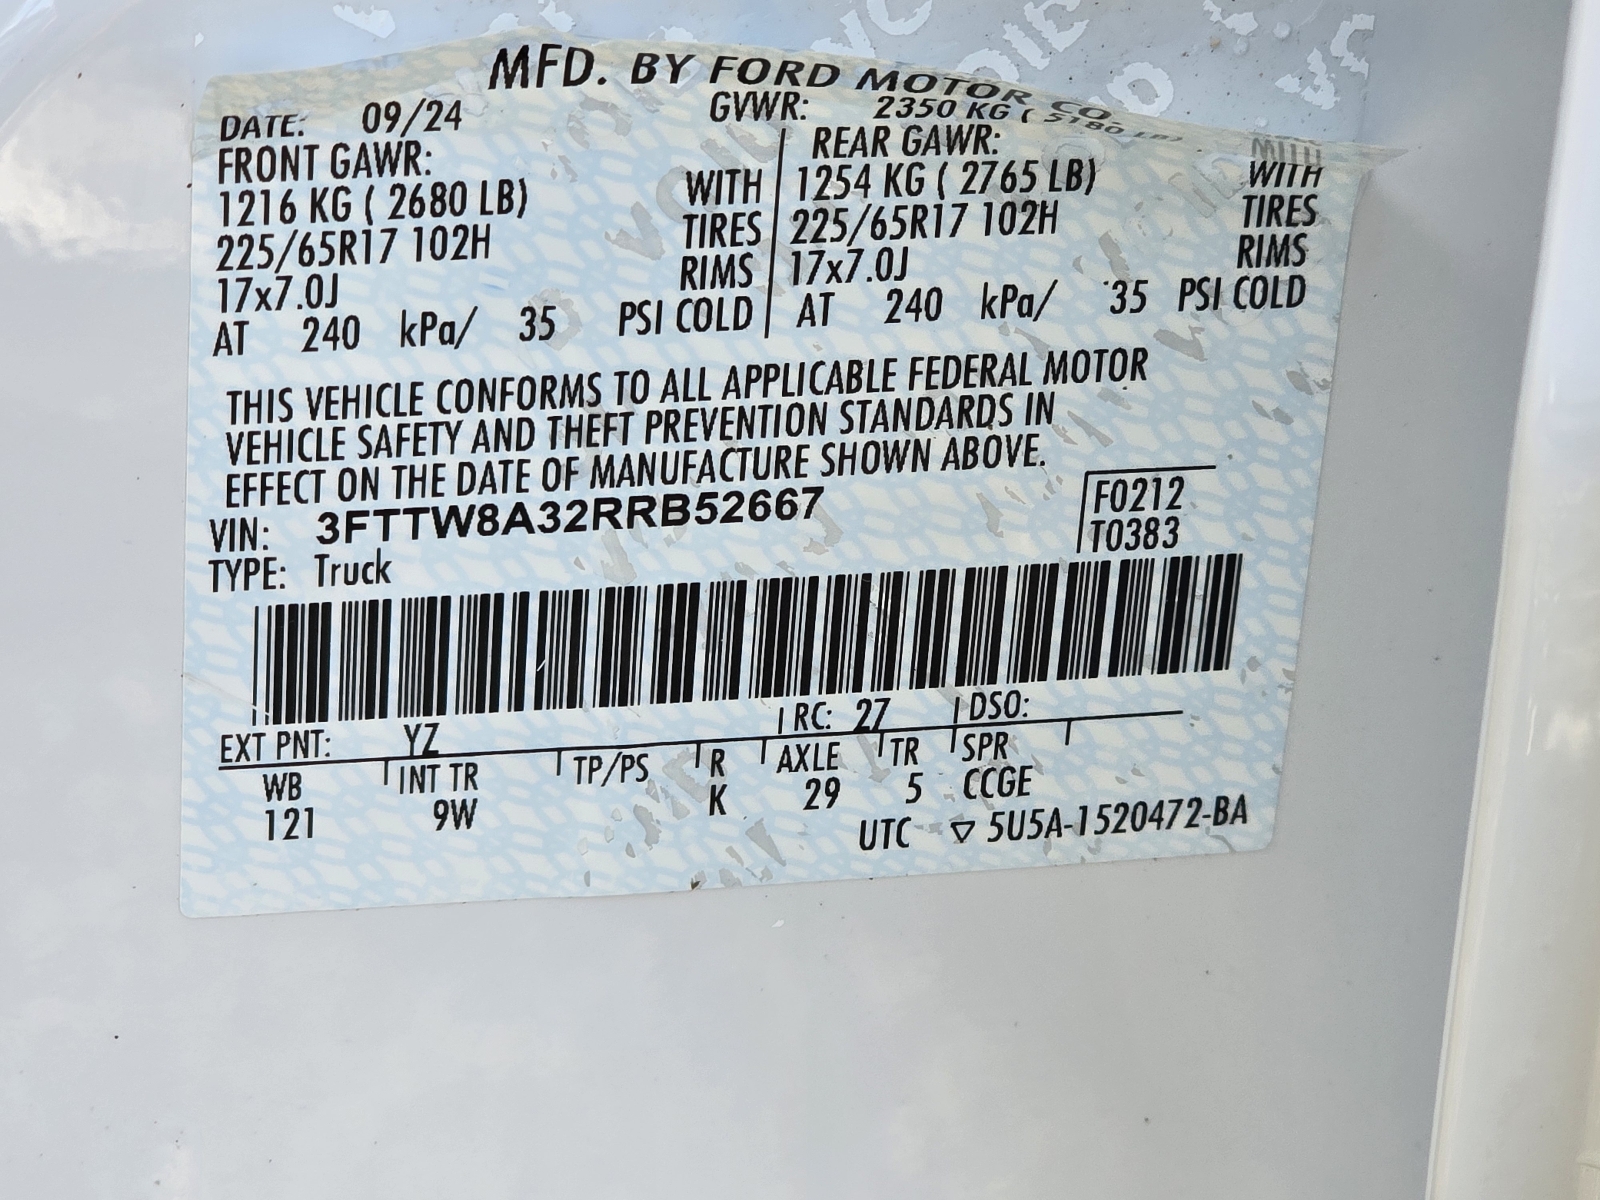 MFD. BY FORD MOTOR CO.
DATE: 09/24 GVWR: 2350 KG ( 5180 LB)
FRONT GAWR: REAR GAWR:
1216 KG ( 2680 LB) WITH 1254 KG ( 2765 LB) WITH
225/65R17 102H TIRES 225/65R17 102H TIRES
17x7.0J RIMS 17x7.0J RIMS
AT 240 kPa/ 35 PSI COLD AT 240 kPa/ 35 PSI COLD
THIS VEHICLE CONFORMS TO ALL APPLICABLE FEDERAL MOTOR
VEHICLE SAFETY AND THEFT PREVENTION STANDARDS IN
EFFECT ON THE DATE OF MANUFACTURE SHOWN ABOVE.
VIN: 3FTTW8A32RRB52667 F0212
TYPE: Truck T0383
EXT PNT: YZ RC: 27 DSO:
WB INT TR TP/PS R AXLE TR SPR
121 9W K 29 5 CCGE
UTC ▽ 5U5A-1520472-BA